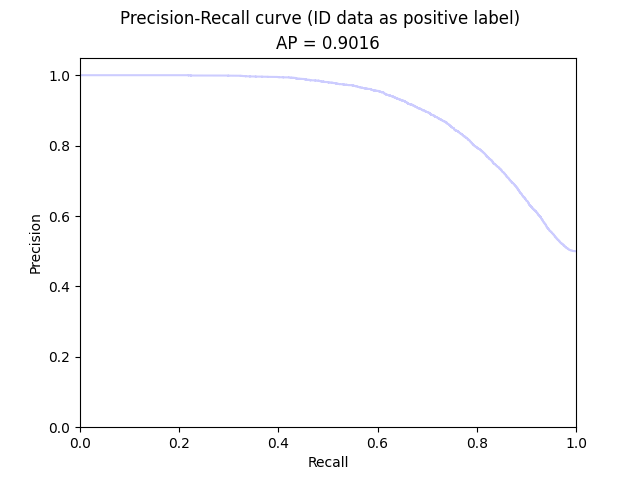 Precision-Recall curve (ID data as positive label)
AP = 0.9016
1.0
0.8
0.6
0.4
0.2
0.0
Precision
0.0 0.2 0.4 0.6 0.8 1.0
Recall